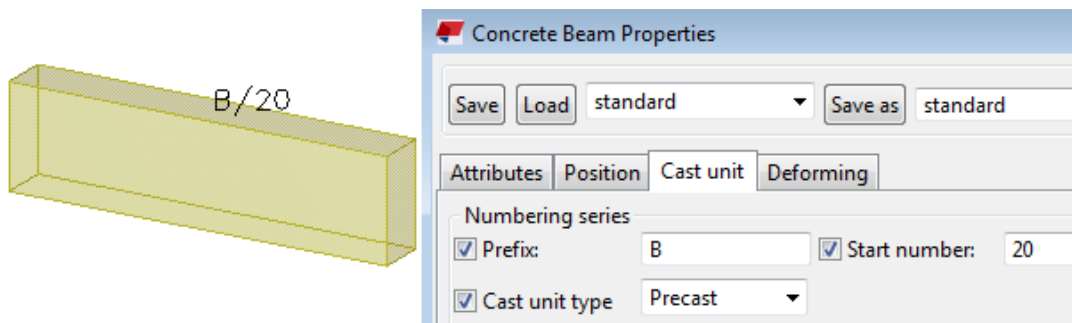 B/20
Concrete Beam Properties
Save Load standard Save as standard
Attributes Position Cast unit Deforming
Numbering series
Prefix: B Start number: 20
Cast unit type Precast